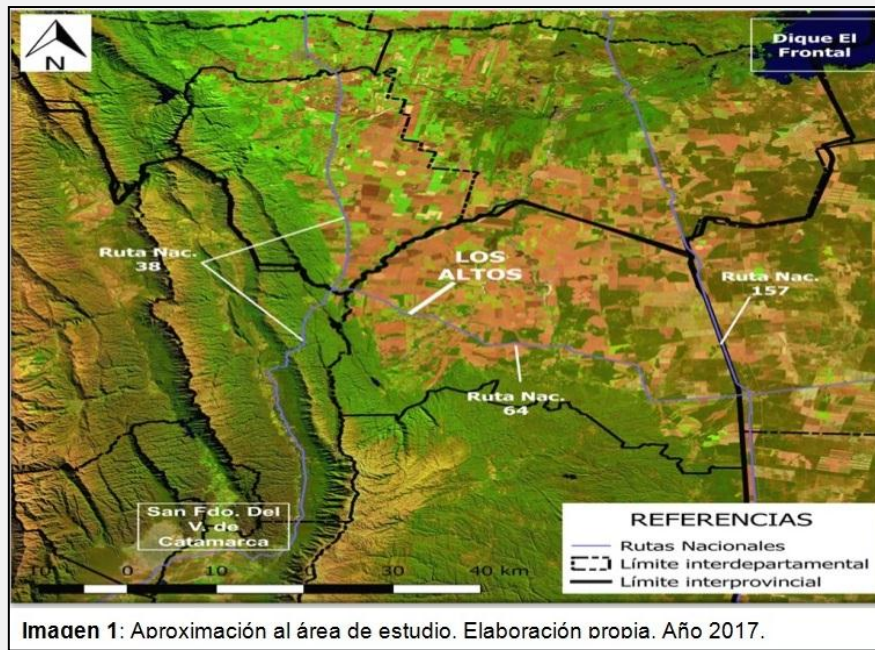 N
Dique El
Frontal
Ruta Nac.
38
LOS
ALTOS
Ruta Nac.
157
Ruta Nac.
64
San Fdo. Del
V. de
Catamarca
REFERENCIAS
Rutas Nacionales
Límite interdepartamental
Límite interprovincial
10 0 10 20 30 40 km
Imagen 1: Aproximación al área de estudio. Elaboración propia. Año 2017.